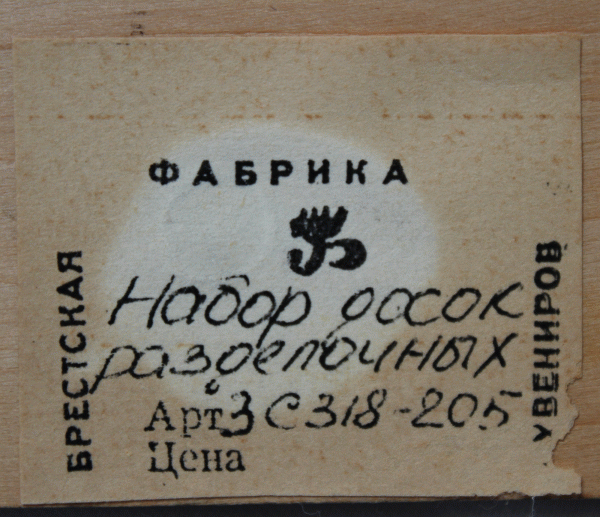 БРЕСТСКАЯ
ФАБРИКА
УВЕНИРОВ
Набор досок
разделочных
Арт. 3С318-205
Цена